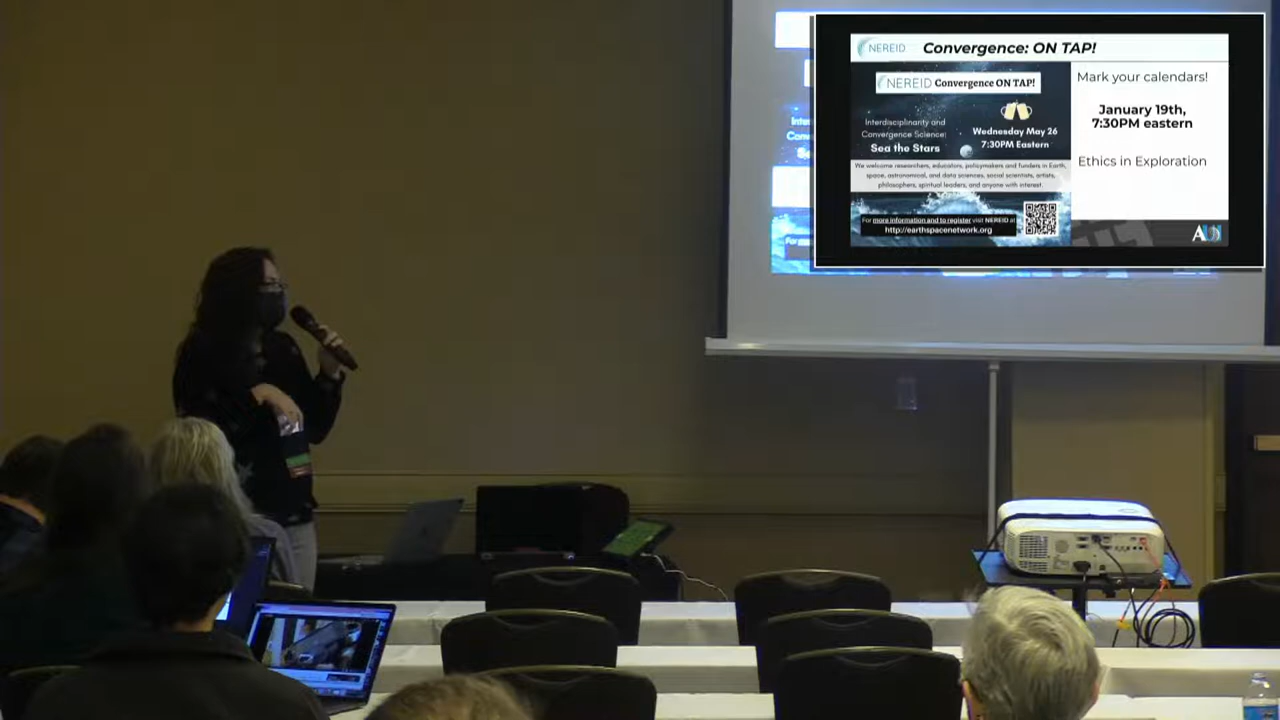 NEREID Convergence: ON TAP!
NEREID Convergence ON TAP!
Interdisciplinarity and
Convergence Science:
Sea the Stars
Wednesday May 26
7:30PM Eastern
We welcome researchers, educators, policymakers and funders in Earth,
space, astronomical, and data sciences, social scientists, artists,
philosophers, spiritual leaders, and anyone with interest.
For more information and to register visit NEREID at
http://earthspacenetwork.org
Mark your calendars!
January 19th,
7:30PM eastern
Ethics in Exploration